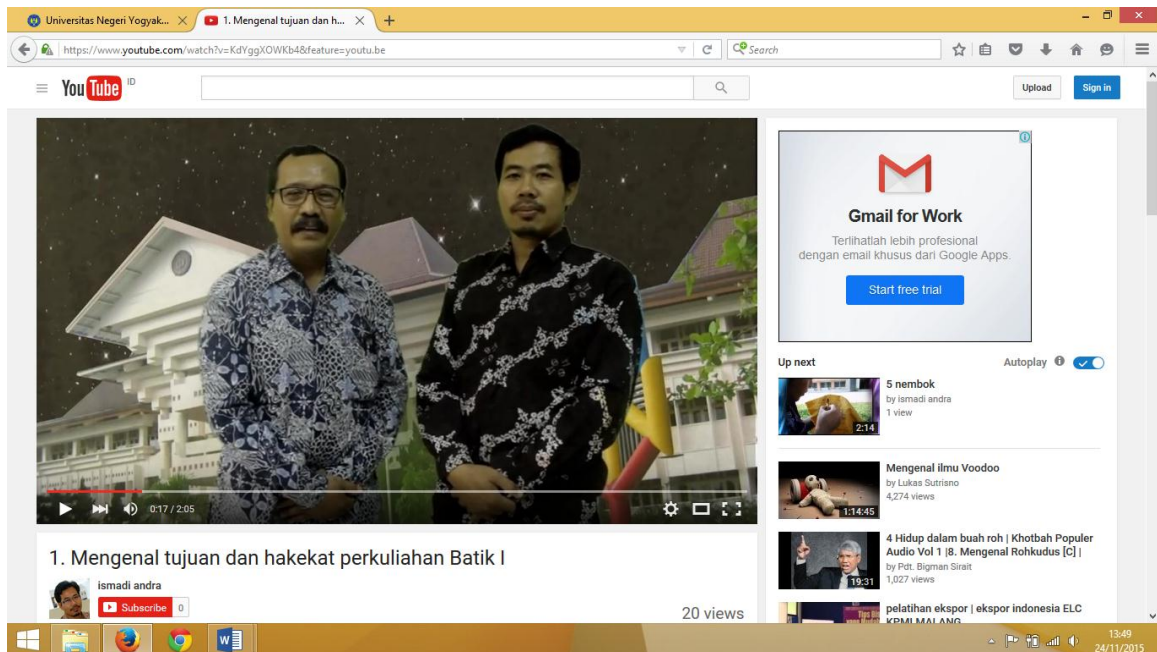 Universitas Negeri Yogyak...
1. Mengenal tujuan dan h...
https://www.youtube.com/watch?v=KdYggXOWKb4&feature=youtu.be
Search
YouTube ID
Upload
Sign in
0:17 / 2:05
1. Mengenal tujuan dan hakekat perkuliahan Batik I
ismadi andra
Subscribe 0
20 views
Gmail for Work
Terlihatlah lebih profesional
dengan email khusus dari Google Apps.
Start free trial
Up next
Autoplay
5 nembok
by ismadi andra
1 view
2:14
Mengenal ilmu Voodoo
by Lukas Sutrisno
4,274 views
1:14:45
4 Hidup dalam buah roh | Khotbah Populer
Audio Vol 1 |8. Mengenal Rohkudus [C] |
by Pdt. Bigman Sirait
1,027 views
19:31
pelatihan ekspor | ekspor indonesia ELC
KPMI MALANG
13:49
24/11/2015